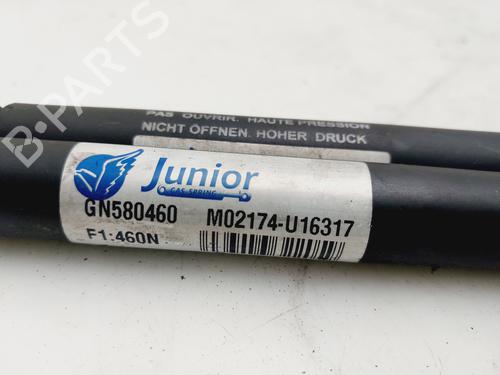 PAS OUVRIR. HAUTE PRESSION
NICHT ÖFFNEN. HOHER DRUCK
Junior
GAS SPRING
GN580460 M02174-U16317
F1:460N
B-PARTS